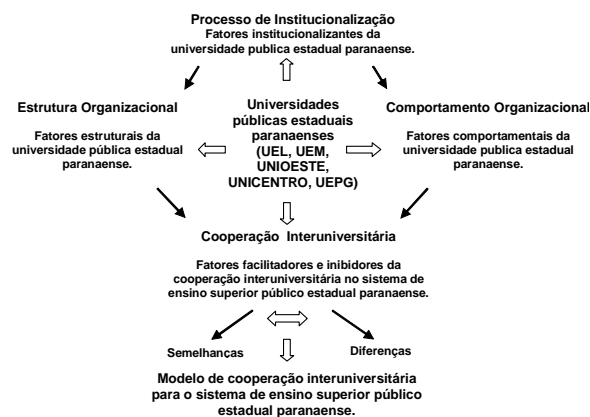 Processo de Institucionalização
Fatores institucionalizantes da
universidade publica estadual paranaense.
Estrutura Organizacional
Fatores estruturais da
universidade pública estadual
paranaense.
Universidades
públicas estaduais
paranaenses
(UEL, UEM,
UNIOESTE,
UNICENTRO, UEPG)
Comportamento Organizacional
Fatores comportamentais da
universidade publica estadual
paranaense.
Cooperação Interuniversitária
Fatores facilitadores e inibidores da
cooperação interuniversitária no sistema de
ensino superior público estadual paranaense.
Semelhanças
Diferenças
Modelo de cooperação interuniversitária
para o sistema de ensino superior público
estadual paranaense.